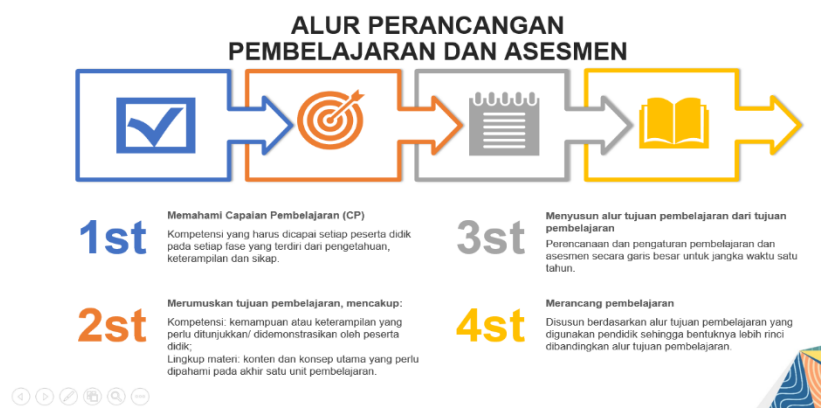 ALUR PERANCANGAN
PEMBELAJARAN DAN ASESMEN
1st
Memahami Capaian Pembelajaran (CP)
Kompetensi yang harus dicapai setiap peserta didik
pada setiap fase yang terdiri dari pengetahuan,
keterampilan dan sikap.
2st
Merumuskan tujuan pembelajaran, mencakup:
Kompetensi: kemampuan atau keterampilan yang
perlu ditunjukkan/ didemonstrasikan oleh peserta
didik;
Lingkup materi: konten dan konsep utama yang perlu
dipahami pada akhir satu unit pembelajaran.
3st
Menyusun alur tujuan pembelajaran dari tujuan
pembelajaran
Perencanaan dan pengaturan pembelajaran dan
asesmen secara garis besar untuk jangka waktu satu
tahun.
4st
Merancang pembelajaran
Disusun berdasarkan alur tujuan pembelajaran yang
digunakan pendidik sehingga bentuknya lebih rinci
dibandingkan alur tujuan pembelajaran.